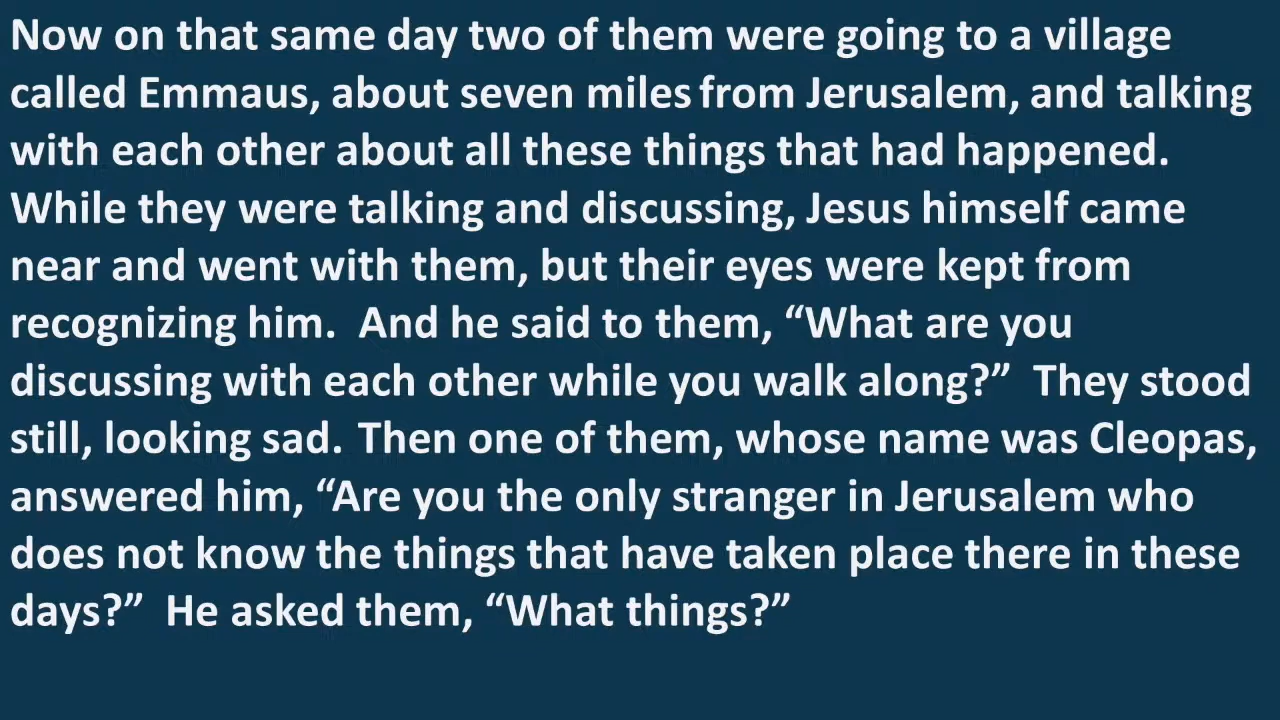 Now on that same day two of them were going to a village
called Emmaus, about seven miles from Jerusalem, and talking
with each other about all these things that had happened.
While they were talking and discussing, Jesus himself came
near and went with them, but their eyes were kept from
recognizing him.  And he said to them, “What are you
discussing with each other while you walk along?”  They stood
still, looking sad. Then one of them, whose name was Cleopas,
answered him, “Are you the only stranger in Jerusalem who
does not know the things that have taken place there in these
days?”  He asked them, “What things?”